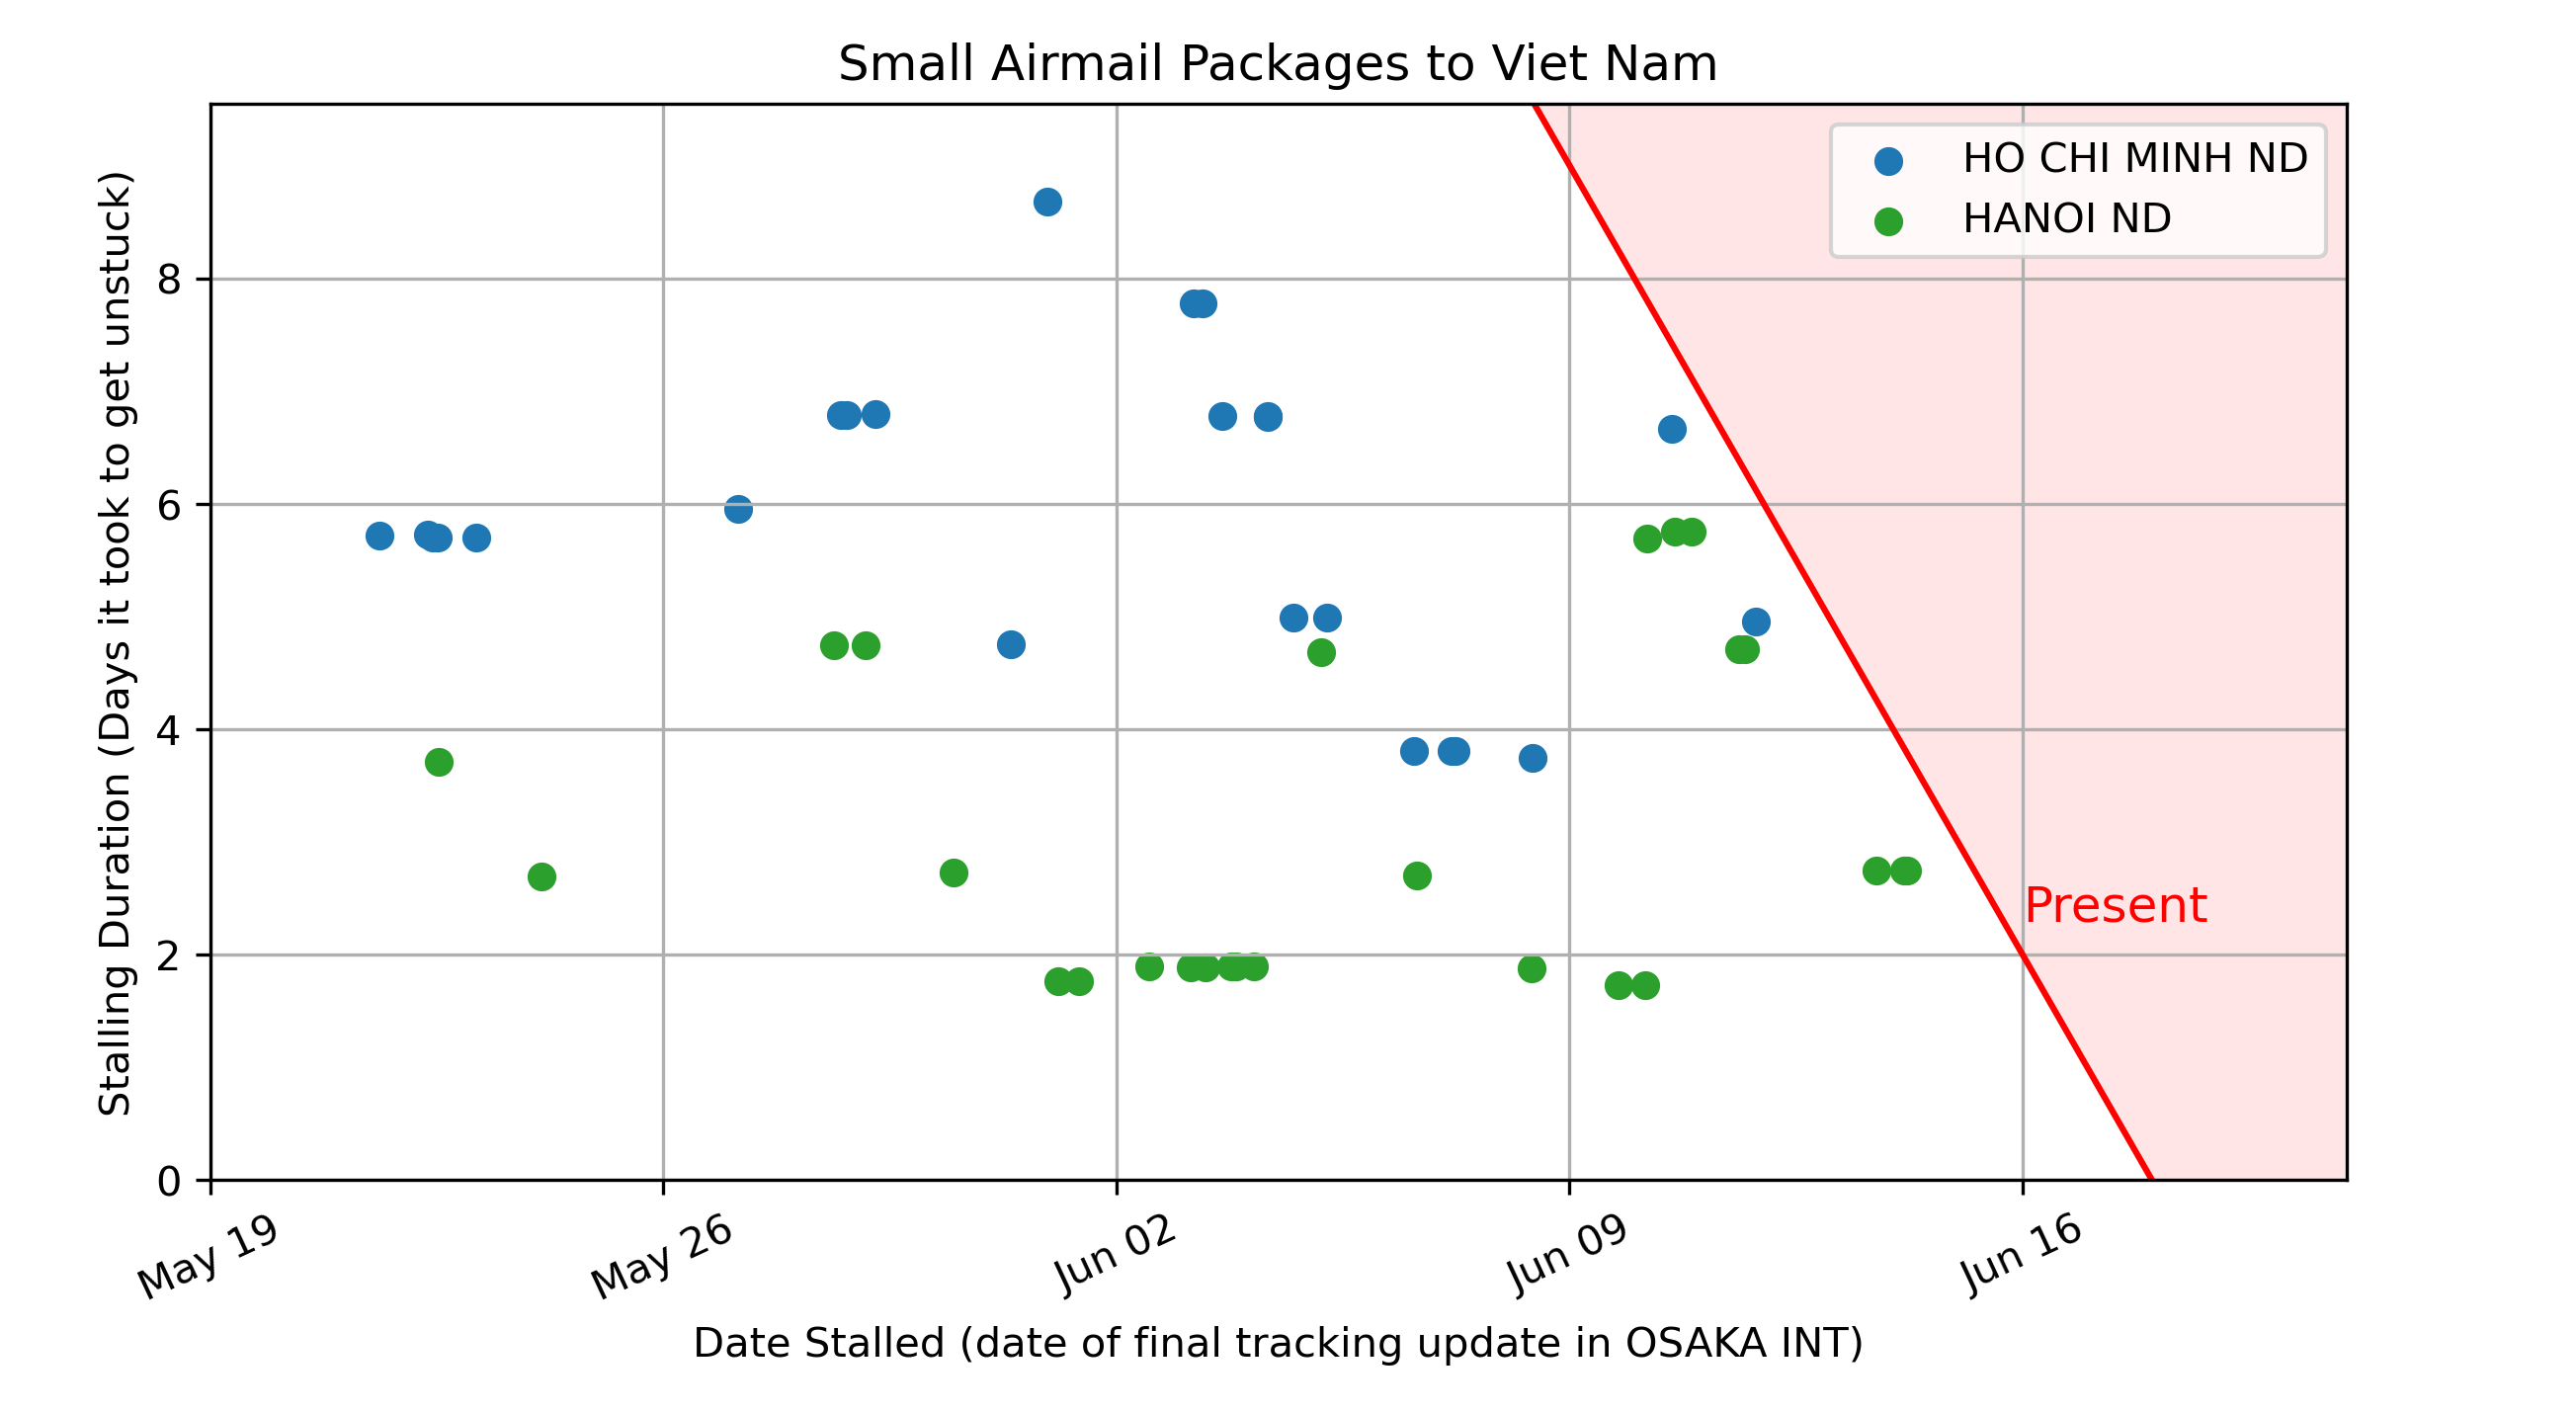 Small Airmail Packages to Viet Nam
HO CHI MINH ND
HANOI ND
Stalling Duration (Days it took to get unstuck)
8
6
4
2
0
Present
May 19
May 26
Jun 02
Jun 09
Jun 16
Date Stalled (date of final tracking update in OSAKA INT)